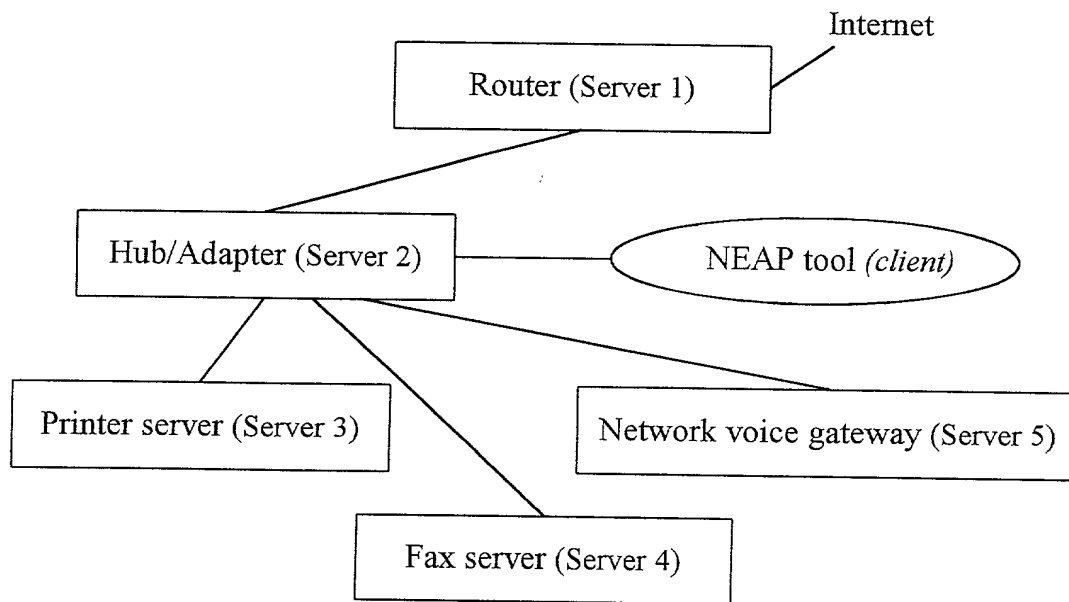 Internet
Router (Server 1)
Hub/Adapter (Server 2)
NEAP tool (client)
Printer server (Server 3)
Network voice gateway (Server 5)
Fax server (Server 4)